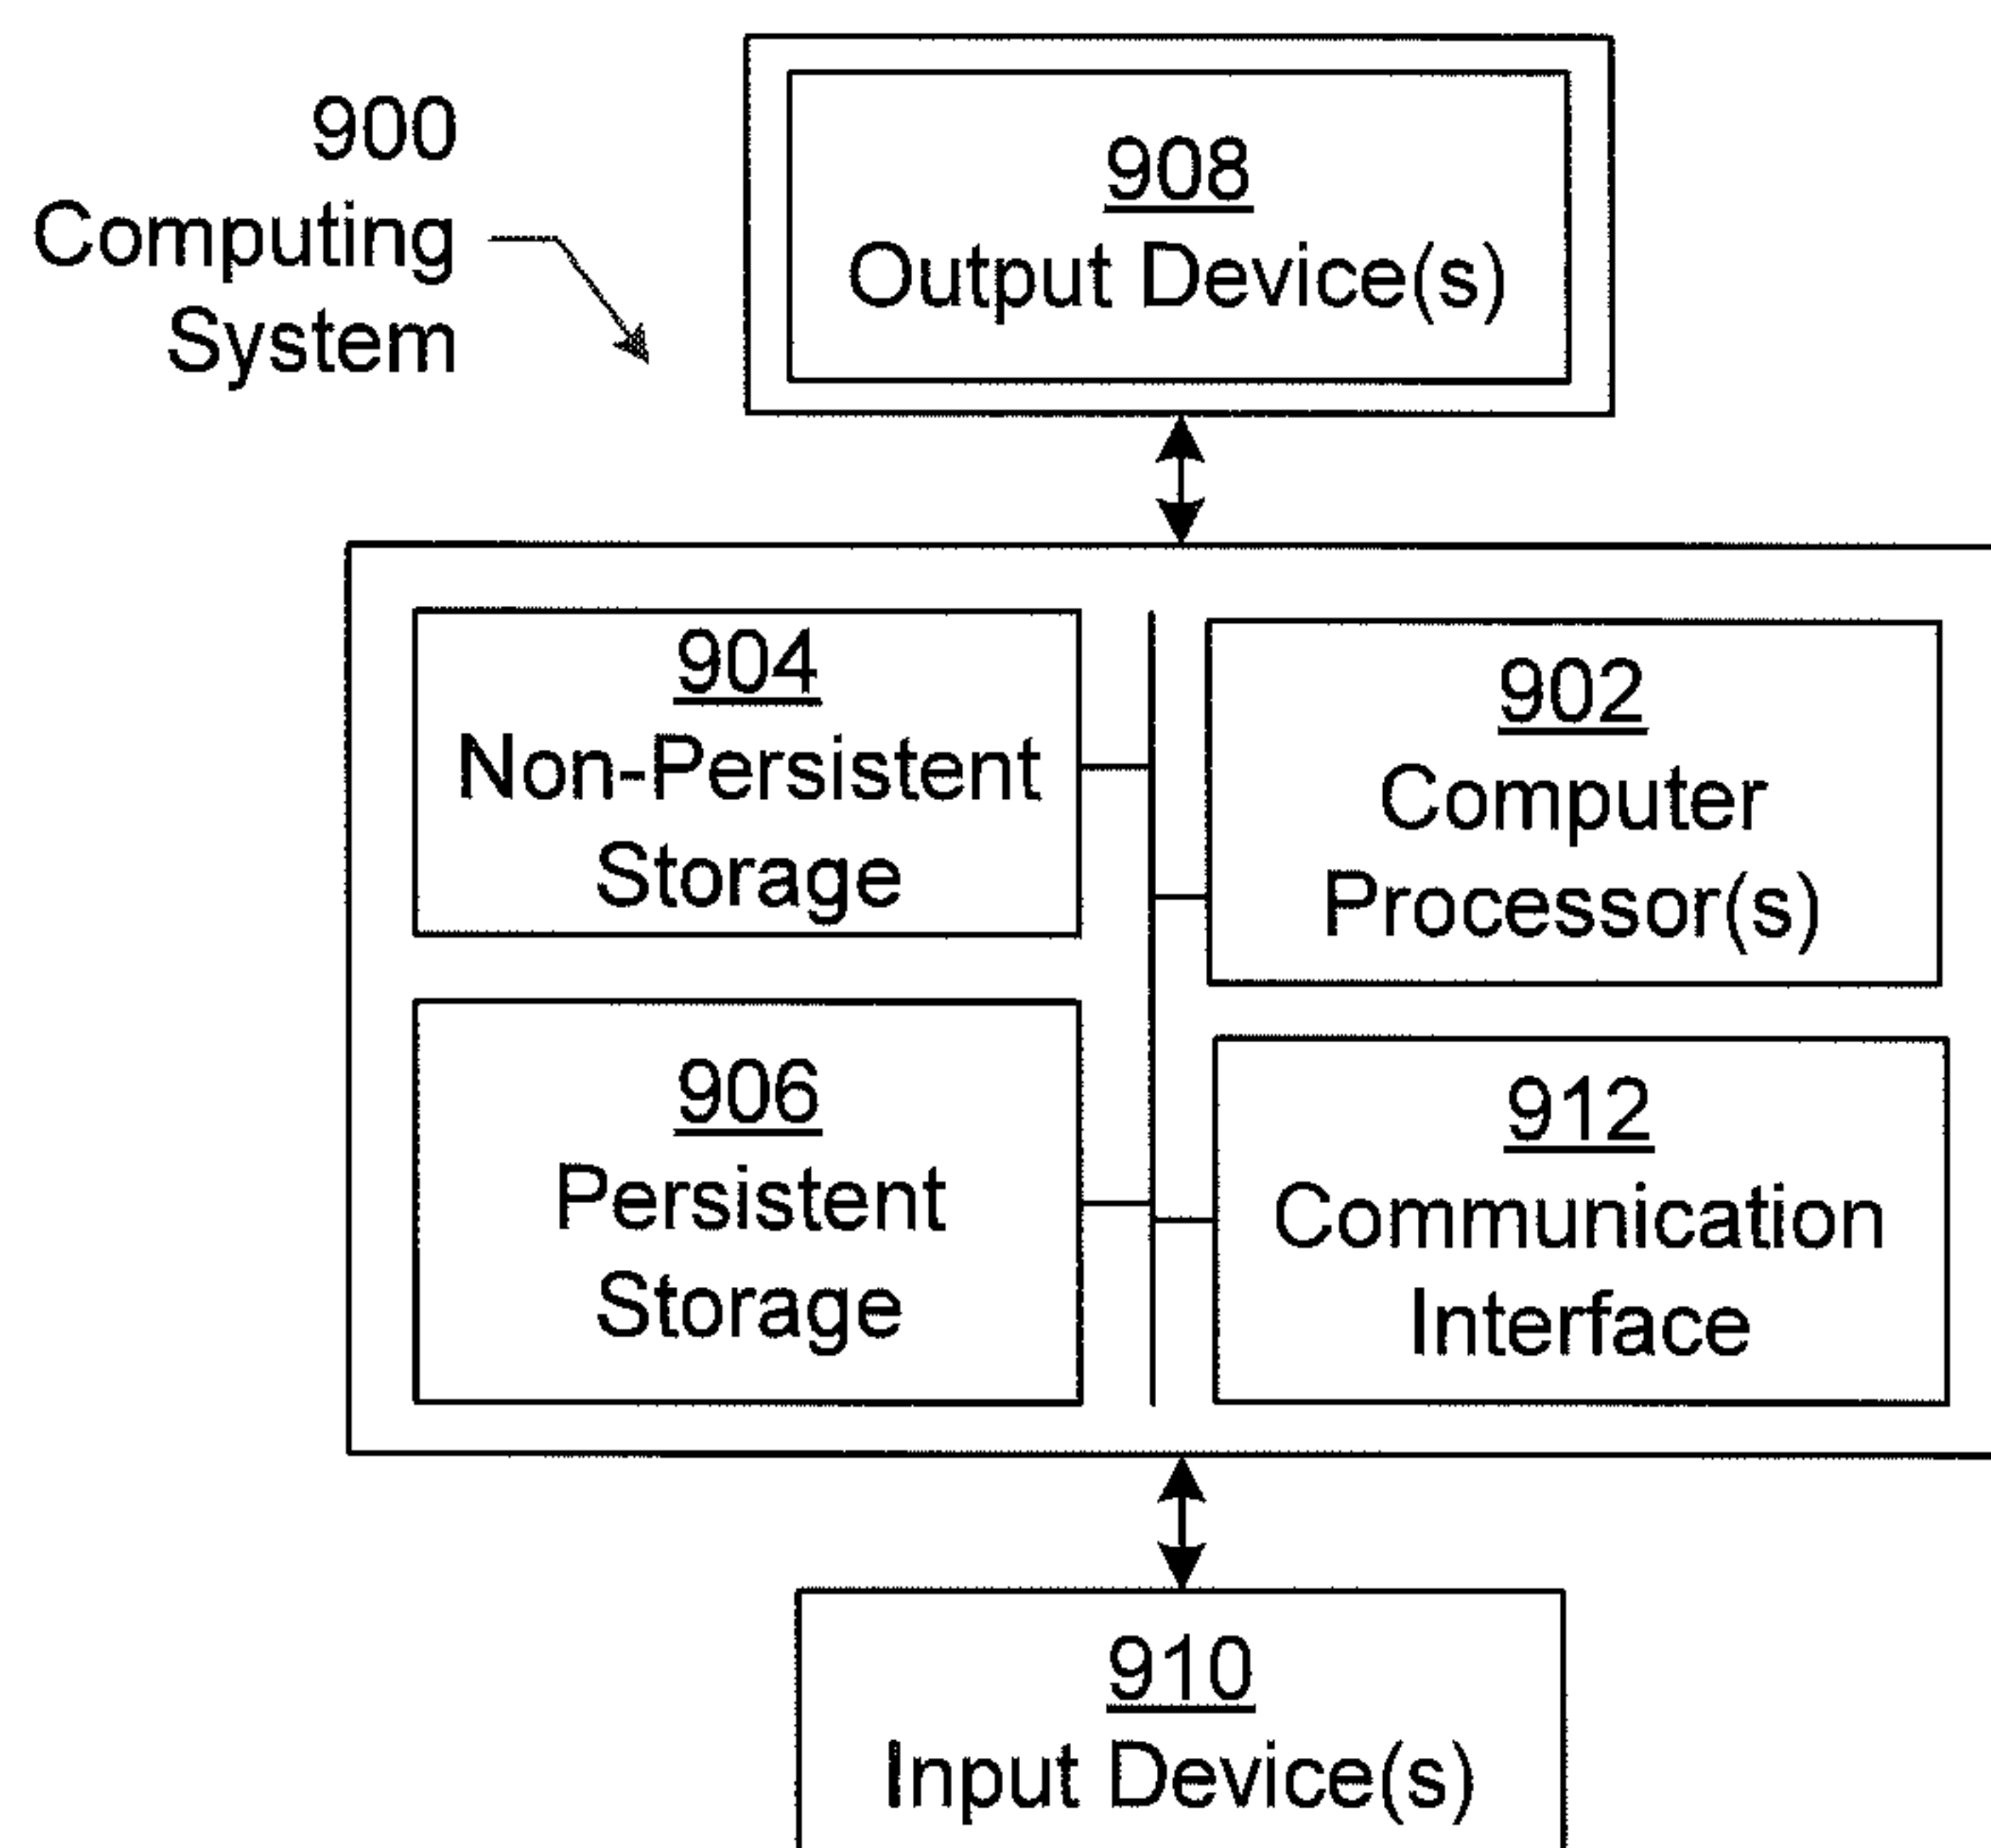 900
Computing
System
908
Output Device(s)
904
Non-Persistent
Storage
902
Computer
Processor(s)
906
Persistent
Storage
912
Communication
Interface
910
Input Device(s)